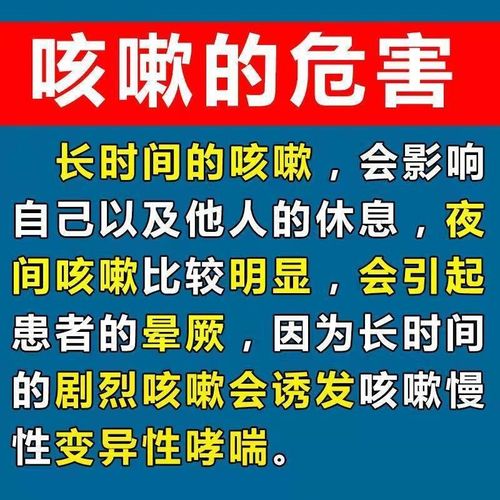 咳嗽的危害
长时间的咳嗽，会影响
自己以及他人的休息，夜
间咳嗽比较明显，会引起
患者的晕厥，因为长时间
的剧烈咳嗽会诱发咳嗽慢
性变异性哮喘。